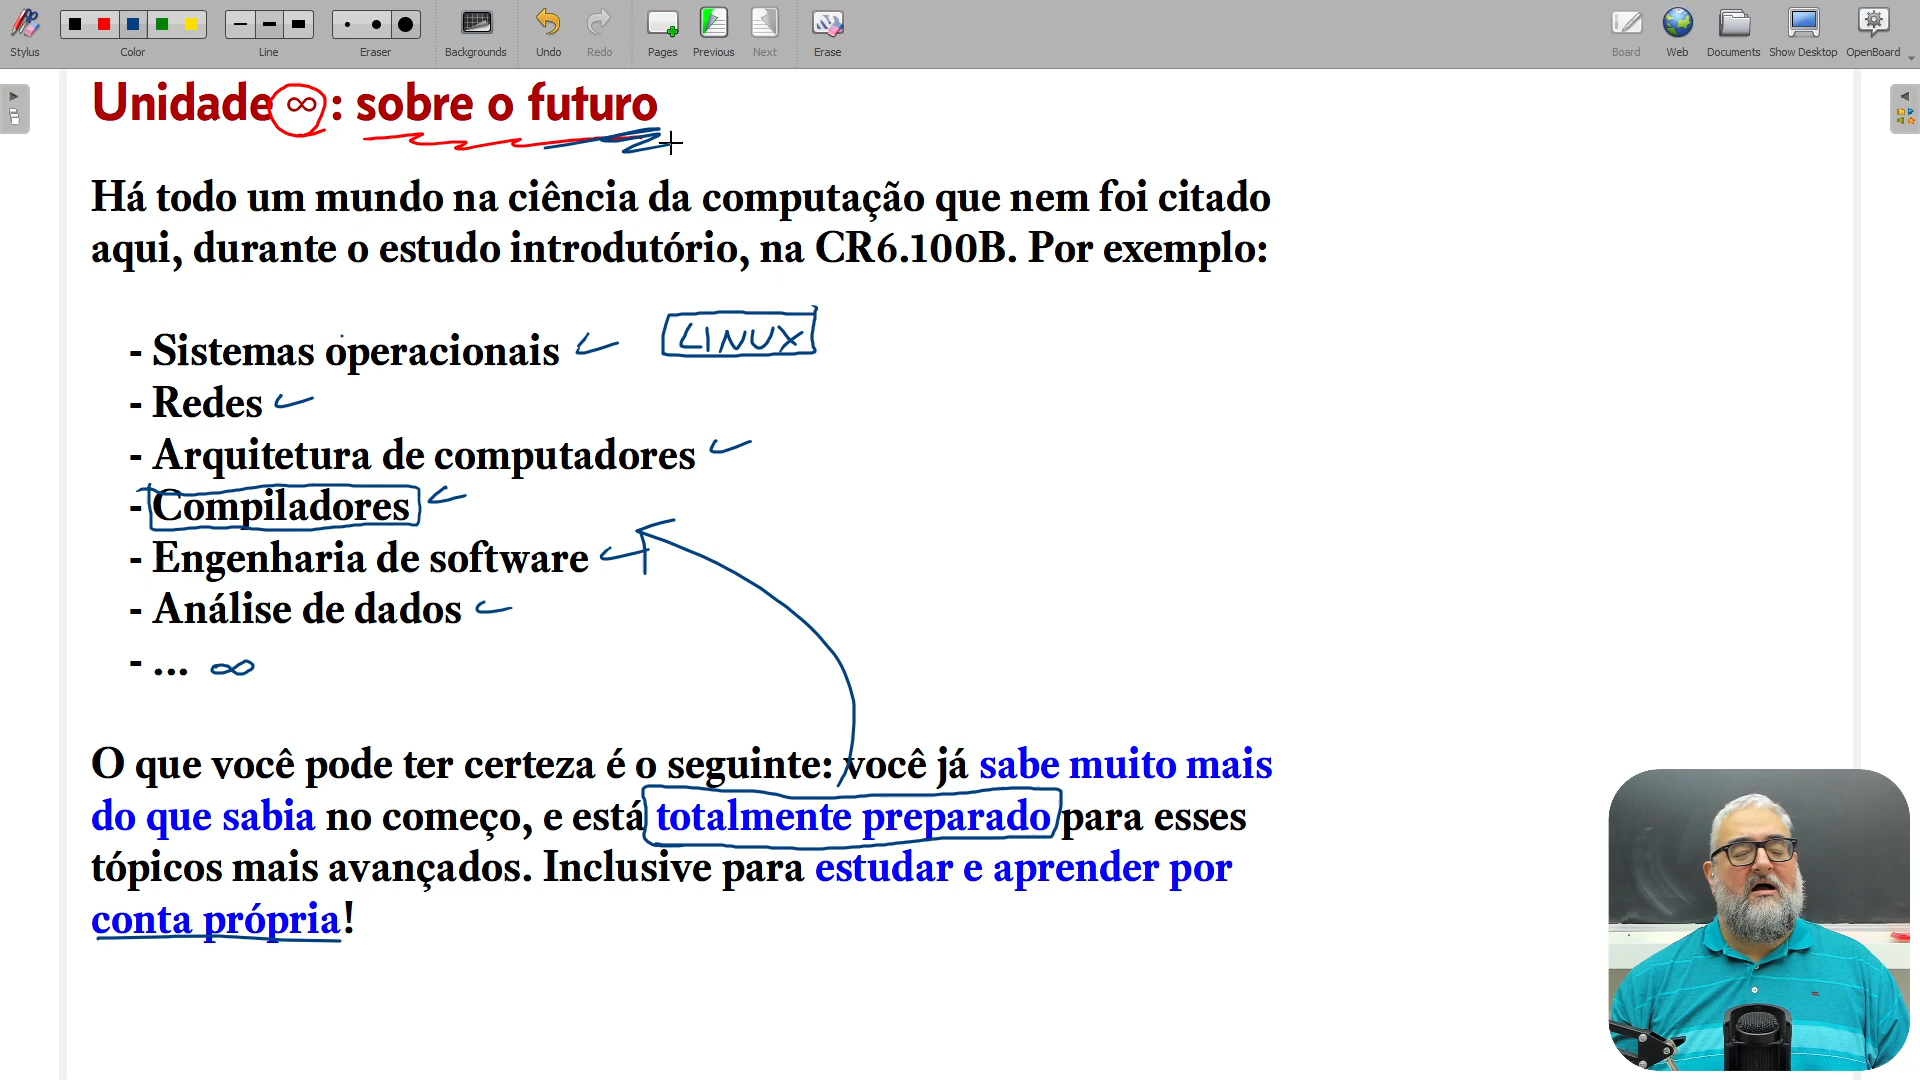 Stylus
Color
Line
Eraser
Backgrounds
Undo
Redo
Pages
Previous
Next
Erase
Board
Web
Documents
Show Desktop
OpenBoard
Unidade ∞: sobre o futuro
Há todo um mundo na ciência da computação que nem foi citado
aqui, durante o estudo introdutório, na CR6.100B. Por exemplo:
- Sistemas operacionais
LINUX
- Redes
- Arquitetura de computadores
- Compiladores
- Engenharia de software
- Análise de dados
- ... ∞
O que você pode ter certeza é o seguinte: você já sabe muito mais
do que sabia no começo, e está totalmente preparado para esses
tópicos mais avançados. Inclusive para estudar e aprender por
conta própria!